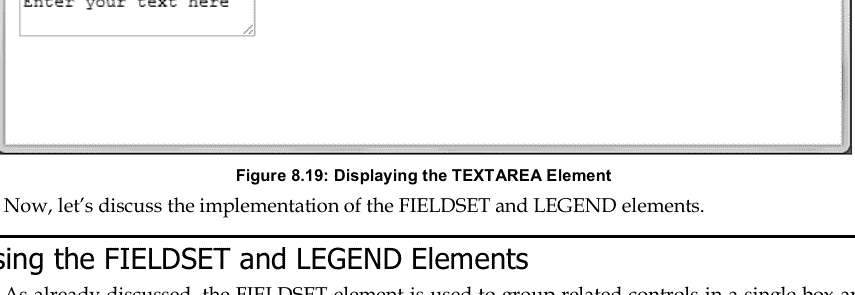 Enter your text here
Figure 8.19: Displaying the TEXTAREA Element
Now, let's discuss the implementation of the FIELDSET and LEGEND elements.
sing the FIELDSET and LEGEND Elements
As already discussed, the FIELDSET element is used to group related controls in a single box